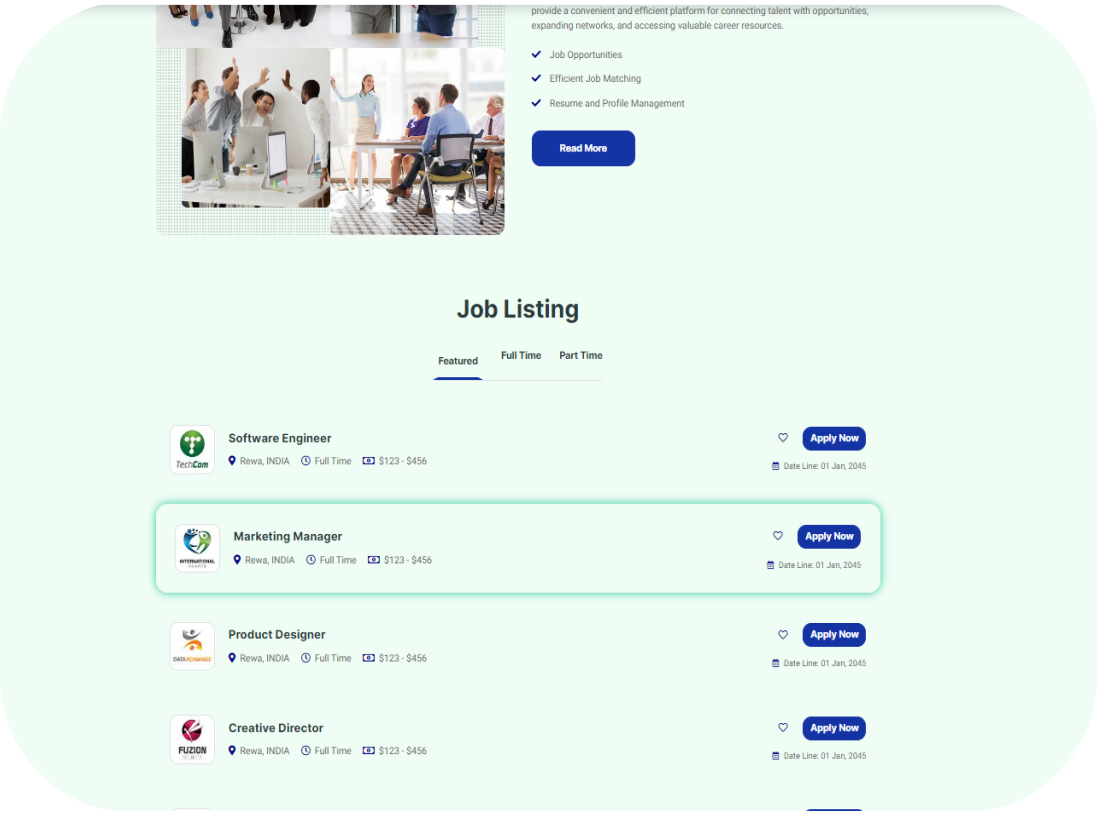 provide a convenient and efficient platform for connecting talent with opportunities,
expanding networks, and accessing valuable career resources.
Job Opportunities
Efficient Job Matching
Resume and Profile Management
Read More
Job Listing
Featured Full Time Part Time
TechCom
Software Engineer
Rewa, INDIA Full Time $123 - $456
Apply Now
Date Line: 01 Jan, 2045
INTERNATIONAL
HEARTS
Marketing Manager
Rewa, INDIA Full Time $123 - $456
Apply Now
Date Line: 01 Jan, 2045
DATAXCHANGE
Product Designer
Rewa, INDIA Full Time $123 - $456
Apply Now
Date Line: 01 Jan, 2045
FUZION
Creative Director
Rewa, INDIA Full Time $123 - $456
Apply Now
Date Line: 01 Jan, 2045